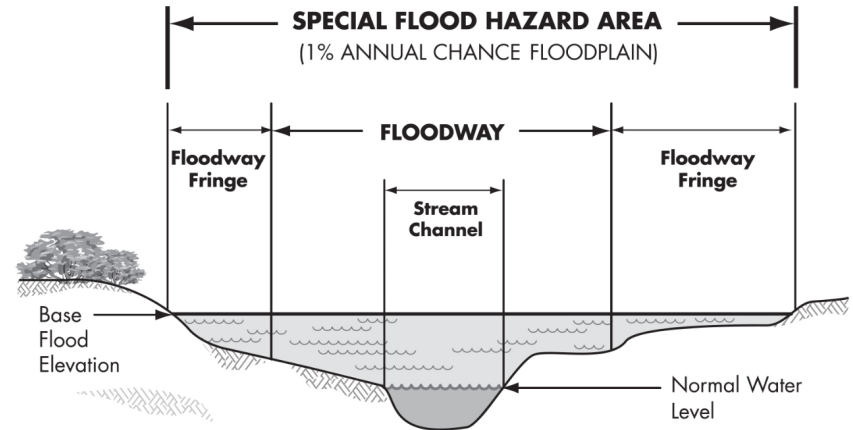 SPECIAL FLOOD HAZARD AREA
(1% ANNUAL CHANCE FLOODPLAIN)
FLOODWAY
Floodway
Fringe
Floodway
Fringe
Stream
Channel
Base
Flood
Elevation
Normal Water
Level